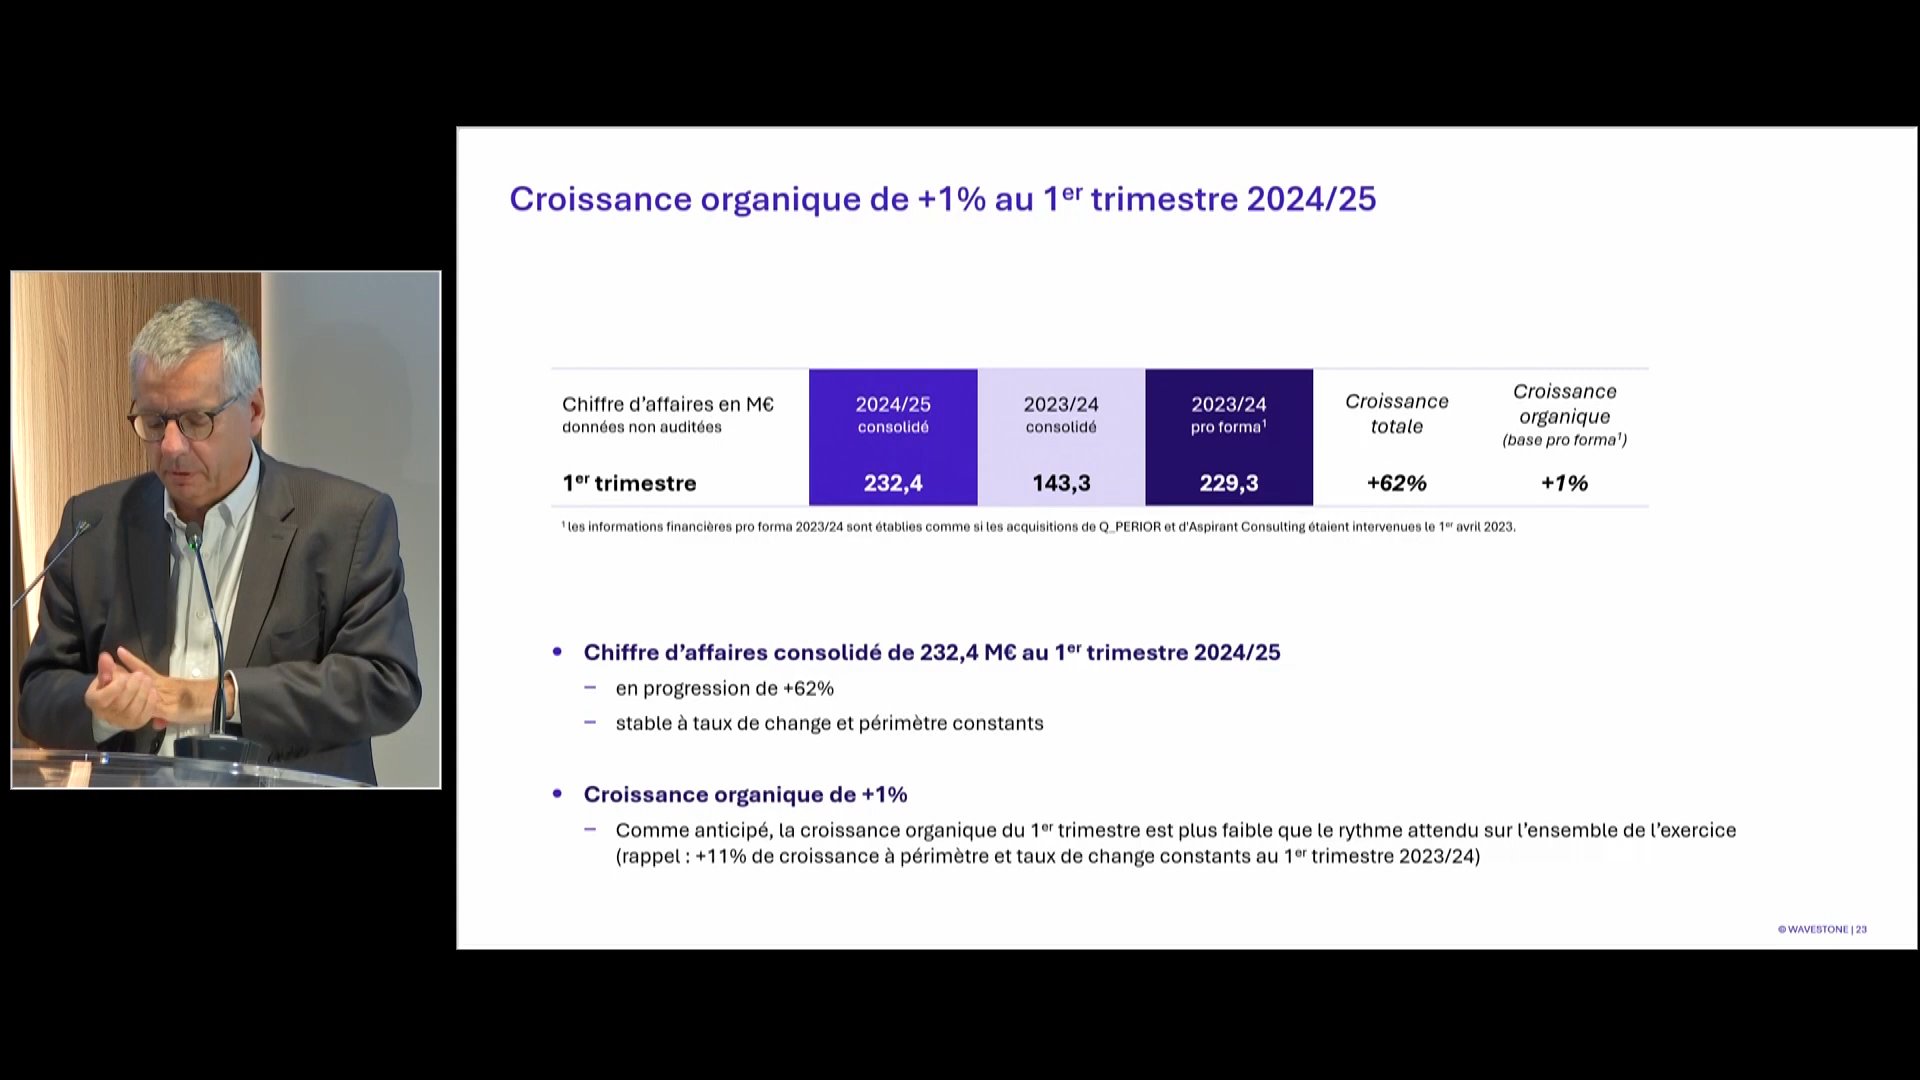 Croissance organique de +1% au 1er trimestre 2024/25
Chiffre d’affaires en M€
données non auditées
2024/25
consolidé
2023/24
consolidé
2023/24
pro forma¹
Croissance
totale
Croissance
organique
(base pro forma¹)
1er trimestre
232,4
143,3
229,3
+62%
+1%
¹ les informations financières pro forma 2023/24 sont établies comme si les acquisitions de Q_PERIOR et d’Aspirant Consulting étaient intervenues le 1er avril 2023.
• Chiffre d’affaires consolidé de 232,4 M€ au 1er trimestre 2024/25
– en progression de +62%
– stable à taux de change et périmètre constants
• Croissance organique de +1%
– Comme anticipé, la croissance organique du 1er trimestre est plus faible que le rythme attendu sur l’ensemble de l’exercice
(rappel : +11% de croissance à périmètre et taux de change constants au 1er trimestre 2023/24)
© WAVESTONE | 23